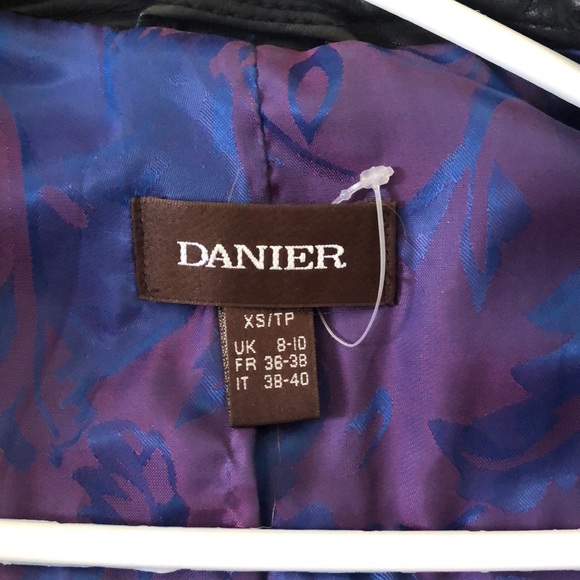 DANIER
XS/TP
UK 8-10
FR 36-38
IT 38-40